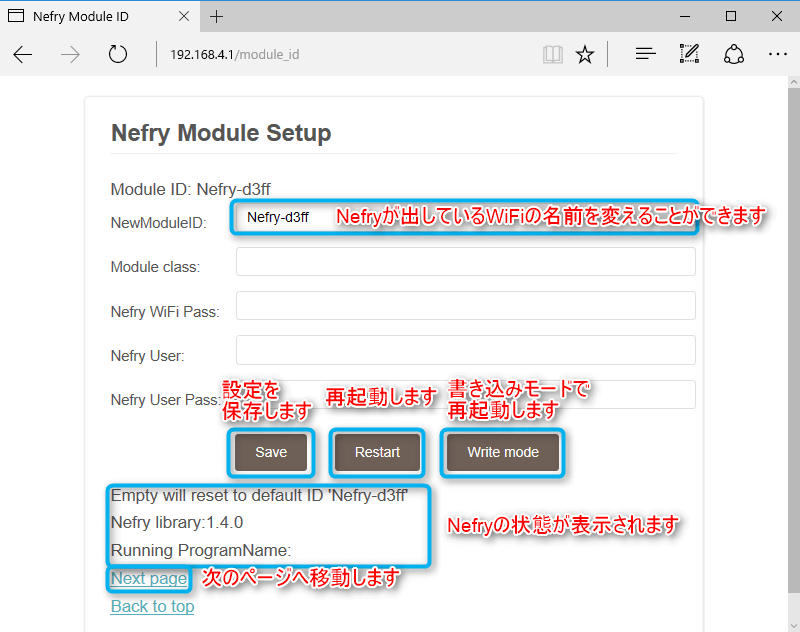 Nefry Module ID
192.168.4.1/module_id
Nefry Module Setup
Module ID: Nefry-d3ff
NewModuleID: Nefry-d3ff Nefryが出しているWiFiの名前を変えることができます
Module class:
Nefry WiFi Pass:
Nefry User:
Nefry User Pass:
設定を
保存します
再起動します
書き込みモードで
再起動します
Save Restart Write mode
Empty will reset to default ID 'Nefry-d3ff'
Nefry library:1.4.0
Running ProgramName:
Nefryの状態が表示されます
Next page 次のページへ移動します
Back to top